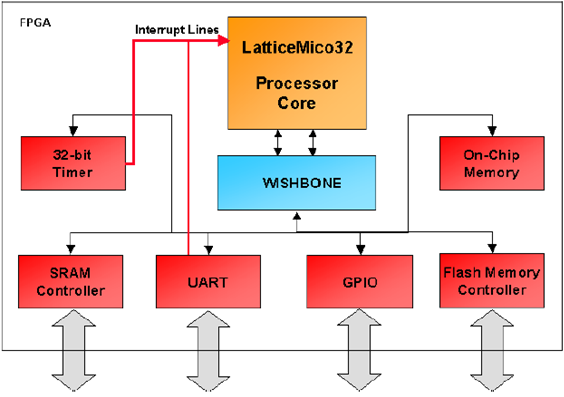 FPGA
Interrupt Lines
LatticeMico32
Processor
Core
32-bit
Timer
WISHBONE
On-Chip
Memory
SRAM
Controller
UART
GPIO
Flash Memory
Controller